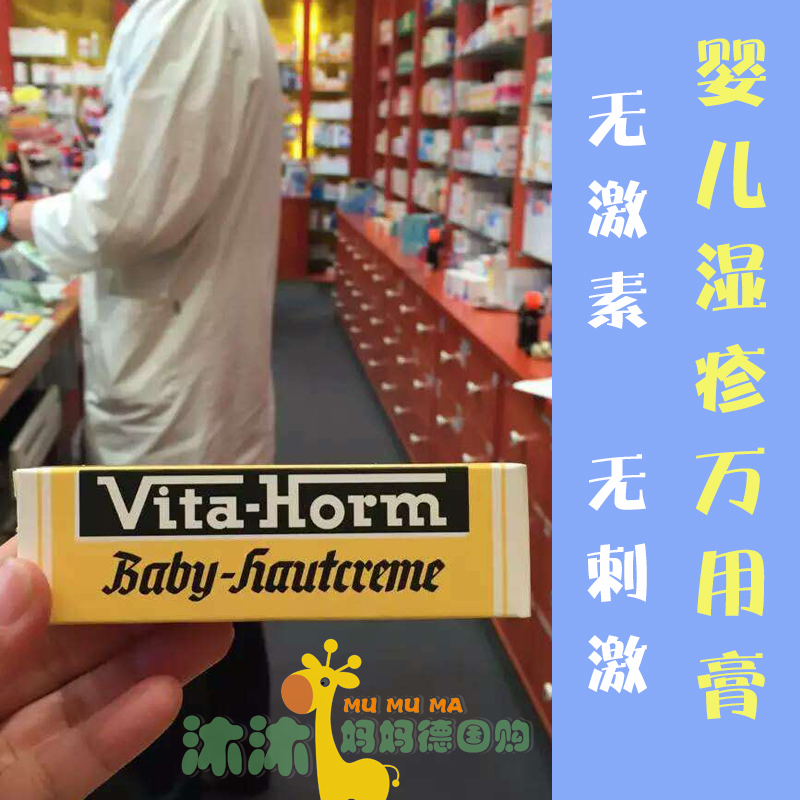 婴儿湿疹万用膏
无激素 无刺激
Vita-Horm
Baby-Hautcreme
MU MU MA
沐沐妈妈德国购